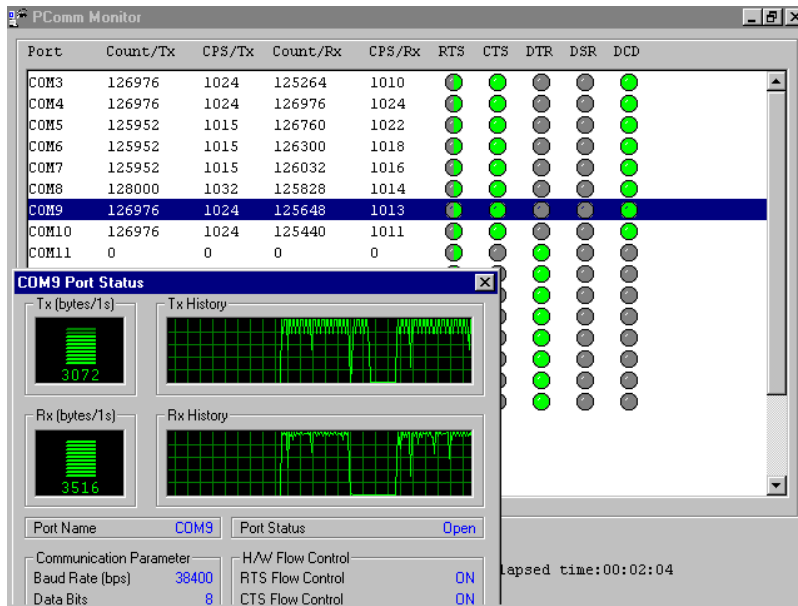 PComm Monitor
Port Count/Tx CPS/Tx Count/Rx CPS/Rx RTS CTS DTR DSR DCD
COM3 126976 1024 125264 1010
COM4 126976 1024 126976 1024
COM5 125952 1015 126760 1022
COM6 125952 1015 126300 1018
COM7 125952 1015 126032 1016
COM8 128000 1032 125828 1014
COM9 126976 1024 125648 1013
COM10 126976 1024 125440 1011
COM11 0 0 0 0
COM9 Port Status
Tx (bytes/1s) Tx History
3072
Rx (bytes/1s) Rx History
3516
Port Name COM9 Port Status Open
Communication Parameter H/W Flow Control
Baud Rate (bps) 38400 RTS Flow Control ON
Data Bits 8 CTS Flow Control ON
lapsed time:00:02:04